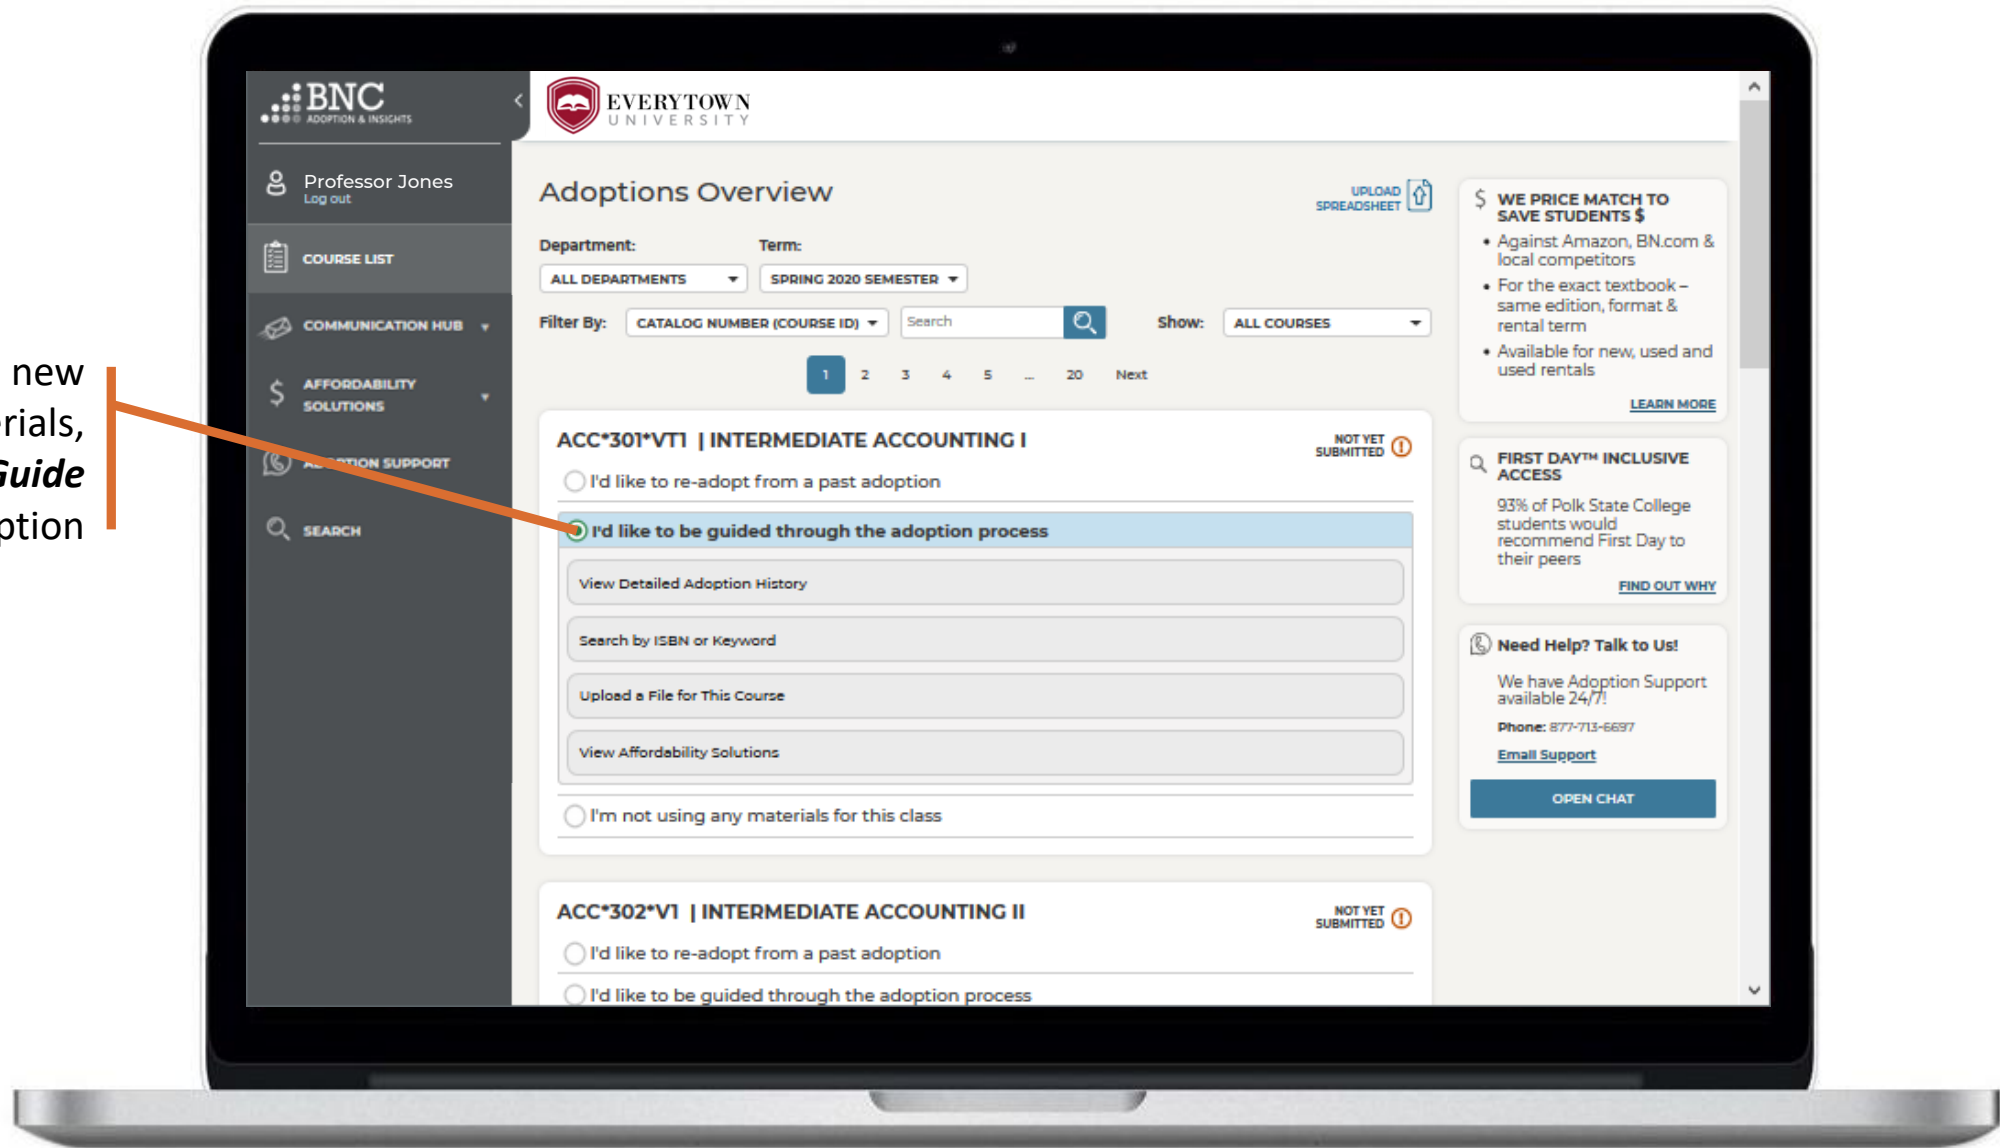 new
erials,
Guide
ption
BNC
ADOPTION & INSIGHTS
Professor Jones
Log out
COURSE LIST
COMMUNICATION HUB
AFFORDABILITY
SOLUTIONS
ADOPTION SUPPORT
SEARCH
EVERYTOWN
UNIVERSITY
Adoptions Overview
UPLOAD
SPREADSHEET
Department: Term:
ALL DEPARTMENTS SPRING 2020 SEMESTER
Filter By: CATALOG NUMBER (COURSE ID) Search Show: ALL COURSES
1 2 3 4 5 ... 20 Next
ACC*301*VT1 | INTERMEDIATE ACCOUNTING I
NOT YET
SUBMITTED
I'd like to re-adopt from a past adoption
I'd like to be guided through the adoption process
View Detailed Adoption History
Search by ISBN or Keyword
Upload a File for This Course
View Affordability Solutions
I'm not using any materials for this class
ACC*302*V1 | INTERMEDIATE ACCOUNTING II
NOT YET
SUBMITTED
I'd like to re-adopt from a past adoption
I'd like to be guided through the adoption process
$ WE PRICE MATCH TO
SAVE STUDENTS $
• Against Amazon, BN.com &
local competitors
• For the exact textbook –
same edition, format &
rental term
• Available for new, used and
used rentals
LEARN MORE
FIRST DAY™ INCLUSIVE
ACCESS
93% of Polk State College
students would
recommend First Day to
their peers
FIND OUT WHY
Need Help? Talk to Us!
We have Adoption Support
available 24/7!
Phone: 877-713-6697
Email Support
OPEN CHAT